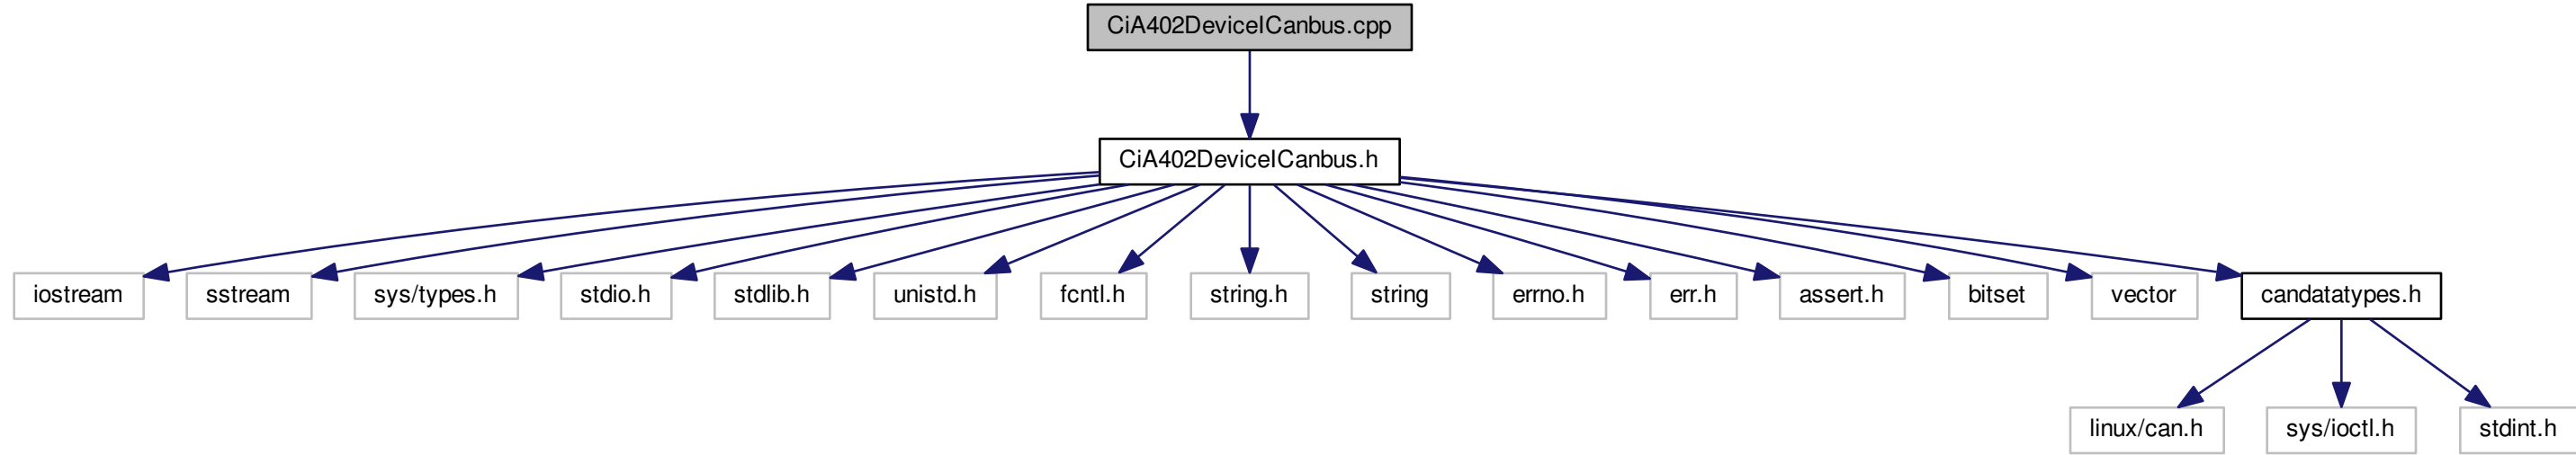 CiA402DeviceICanbus.cpp
CiA402DeviceICanbus.h
iostream
sstream
sys/types.h
stdio.h
stdlib.h
unistd.h
fcntl.h
string.h
string
errno.h
err.h
assert.h
bitset
vector
candatatypes.h
linux/can.h
sys/ioctl.h
stdint.h